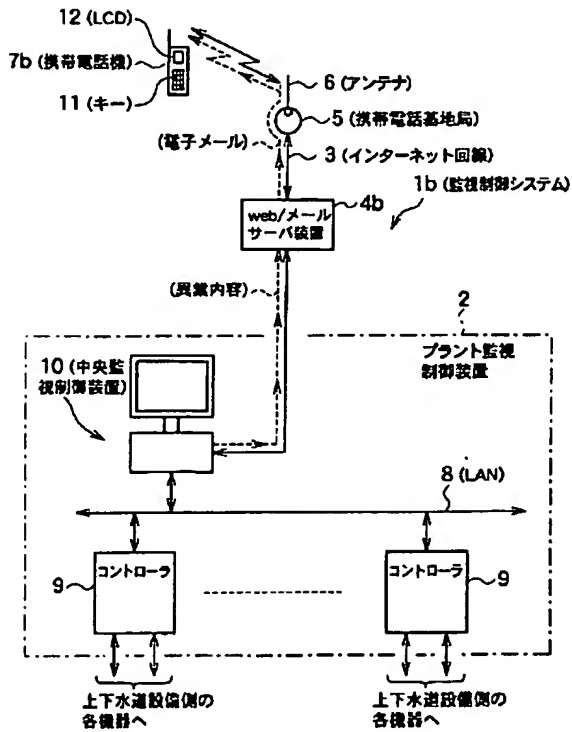 12 (LCD)
7b (携帯電話機)
11 (キー)
6 (アンテナ)
5 (携帯電話基地局)
(電子メール)
3 (インターネット回線)
1b (監視制御システム)
4b
web/メール
サーバ装置
(異常内容)
2
プラント監視
制御装置
10 (中央監
視制御装置)
8 (LAN)
コントローラ
9
コントローラ
9
上下水道設備側の
各機器へ
上下水道設備側の
各機器へ